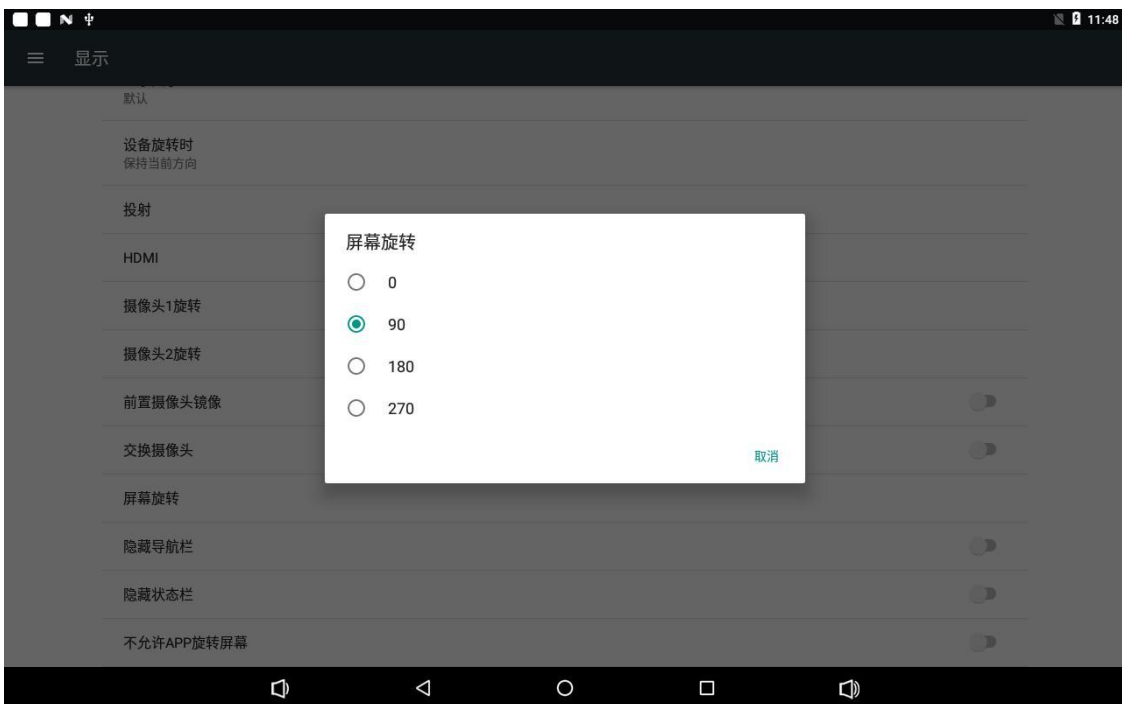 11:48
显示
默认
设备旋转时
保持当前方向
投射
HDMI
摄像头1旋转
摄像头2旋转
前置摄像头镜像
交换摄像头
屏幕旋转
隐藏导航栏
隐藏状态栏
不允许APP旋转屏幕
屏幕旋转
0
90
180
270
取消